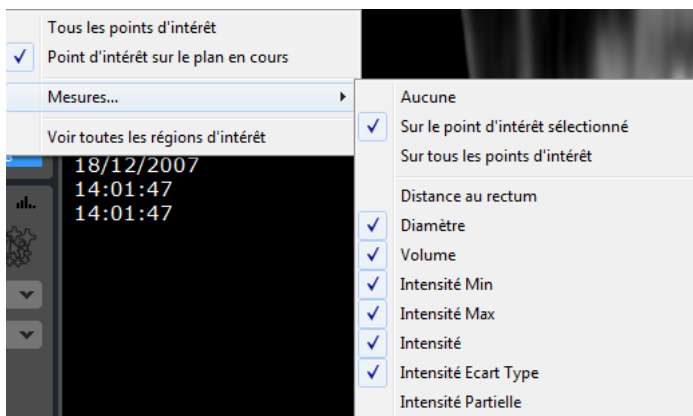 Tous les points d'intérêt
Point d'intérêt sur le plan en cours
Mesures...
Voir toutes les régions d'intérêt
18/12/2007
14:01:47
14:01:47
Aucune
Sur le point d'intérêt sélectionné
Sur tous les points d'intérêt
Distance au rectum
Diamètre
Volume
Intensité Min
Intensité Max
Intensité
Intensité Ecart Type
Intensité Partielle